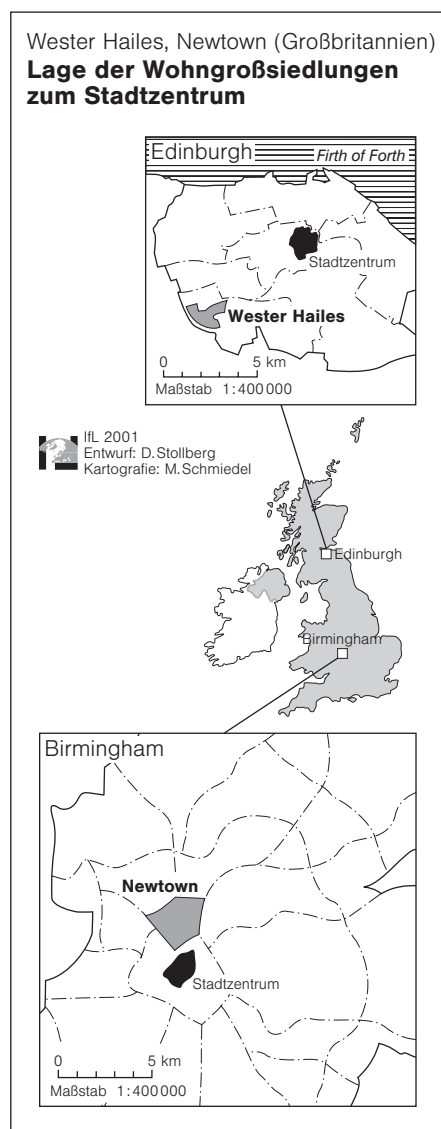 Wester Hailes, Newtown (Großbritannien)
Lage der Wohngroßsiedlungen
zum Stadtzentrum
Edinburgh
Firth of Forth
Stadtzentrum
Wester Hailes
0 5 km
Maßstab 1:400 000
IfL 2001
Entwurf: D. Stollberg
Kartografie: M. Schmiedel
Edinburgh
Birmingham
Birmingham
Newtown
Stadtzentrum
0 5 km
Maßstab 1:400 000